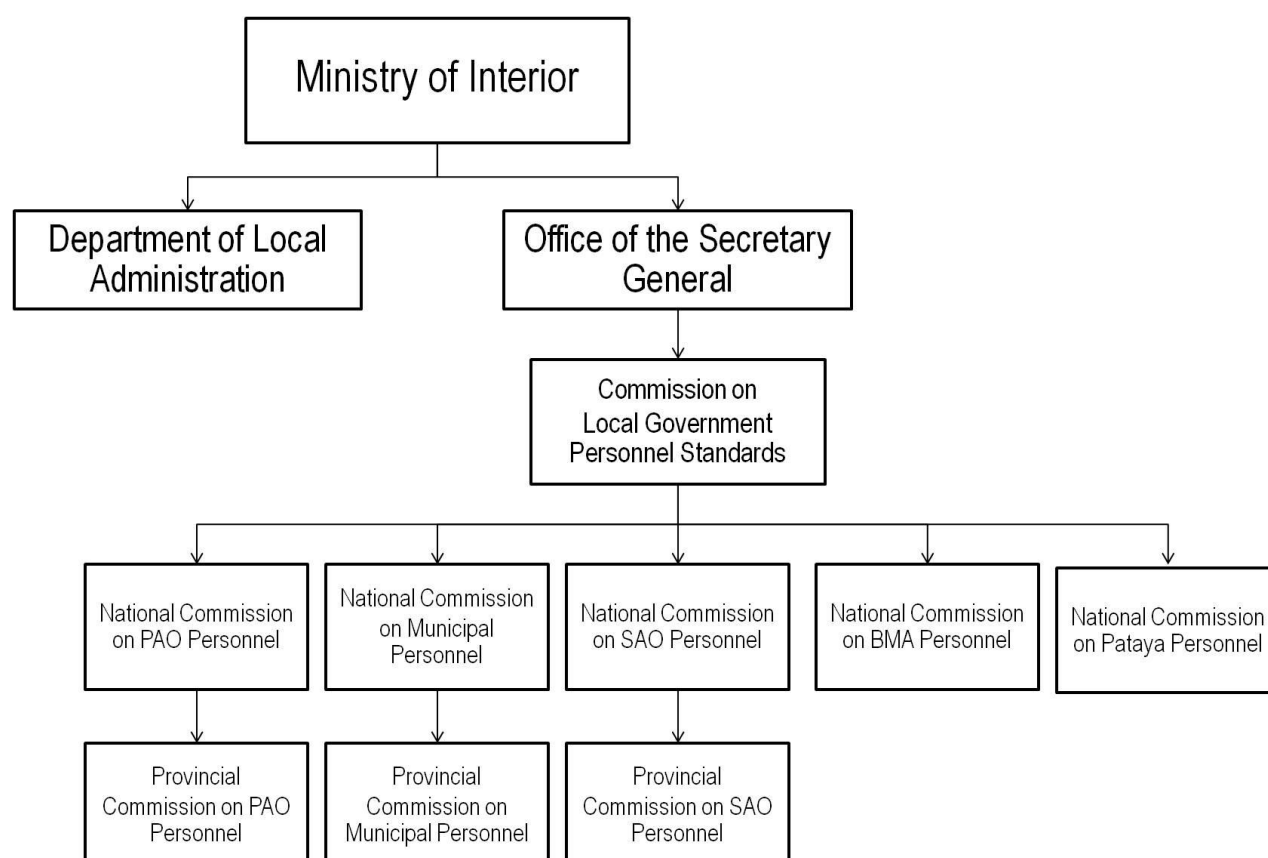 Ministry of Interior
Department of Local
Administration
Office of the Secretary
General
Commission on
Local Government
Personnel Standards
National Commission
on PAO Personnel
National Commission
on Municipal
Personnel
National Commission
on SAO Personnel
National Commission
on BMA Personnel
National Commission
on Pataya Personnel
Provincial
Commission on PAO
Personnel
Provincial
Commission on
Municipal Personnel
Provincial
Commission on SAO
Personnel